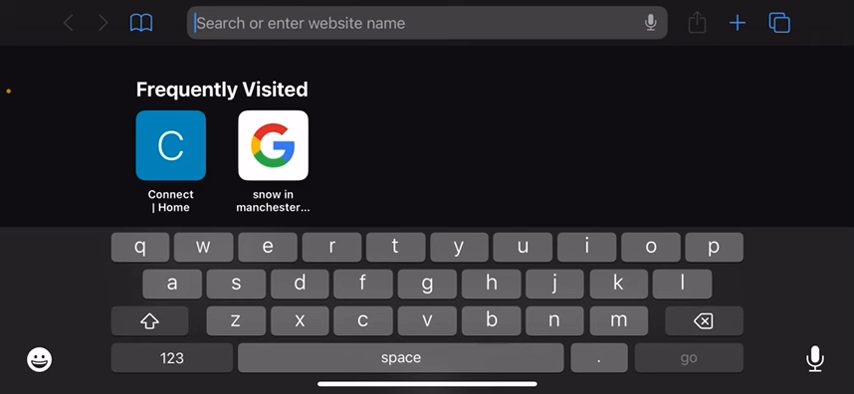 Search or enter website name
Frequently Visited
C
G
Connect
| Home
snow in
manchester...
q w e r t y u i o p
a s d f g h j k l
z x c v b n m
123 space . go